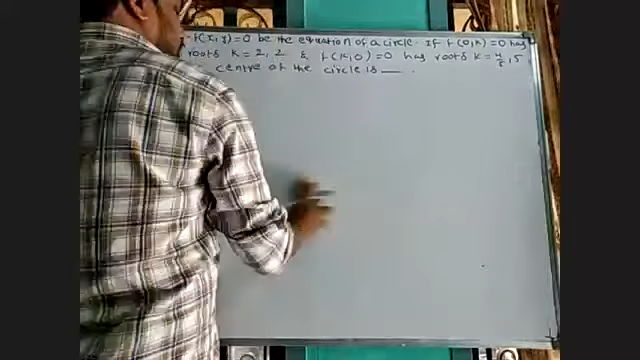 f(x,y)=0 be the equation of a circle. If f(0,k)=0 has
roots k=2,2 & f(k,0)=0 has roots k=4/5,5
centre of the circle is ___ .